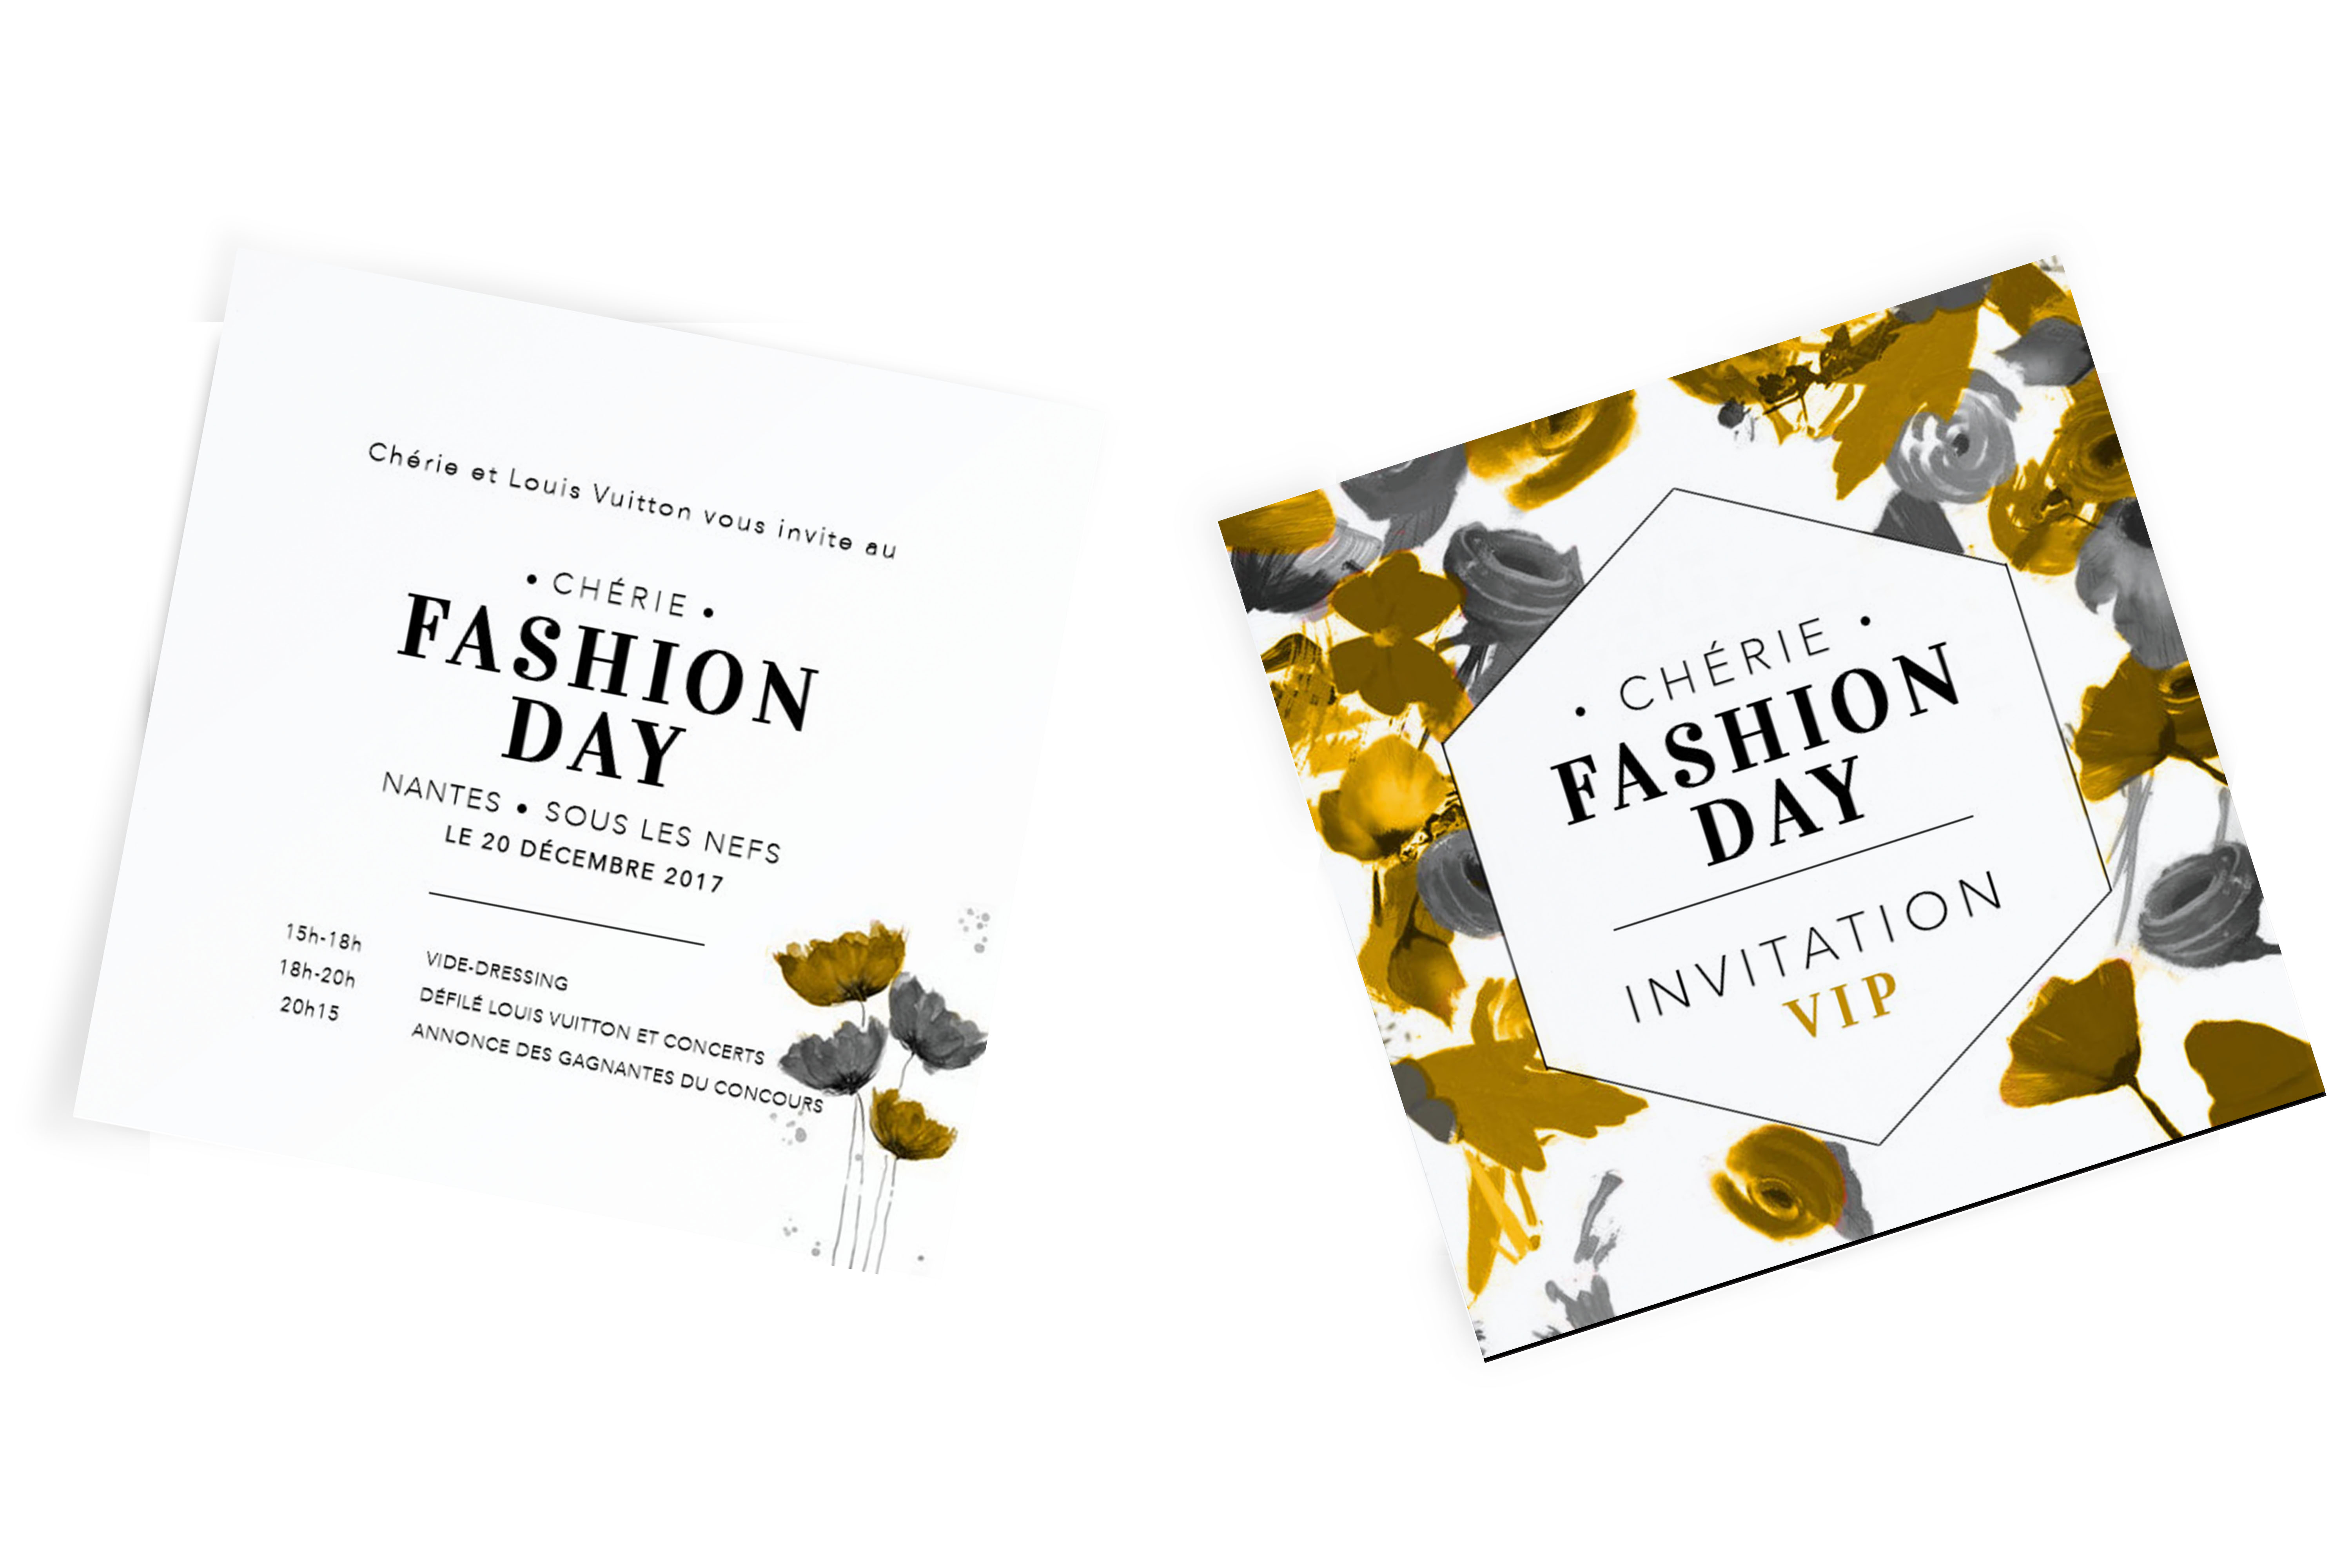 Chérie et Louis Vuitton vous invite au
• CHÉRIE •
FASHION
DAY
NANTES • SOUS LES NEFS
LE 20 DÉCEMBRE 2017
15h-18h VIDE-DRESSING
18h-20h DÉFILÉ LOUIS VUITTON ET CONCERTS
20h15 ANNONCE DES GAGNANTES DU CONCOURS
• CHÉRIE •
FASHION
DAY
INVITATION
VIP